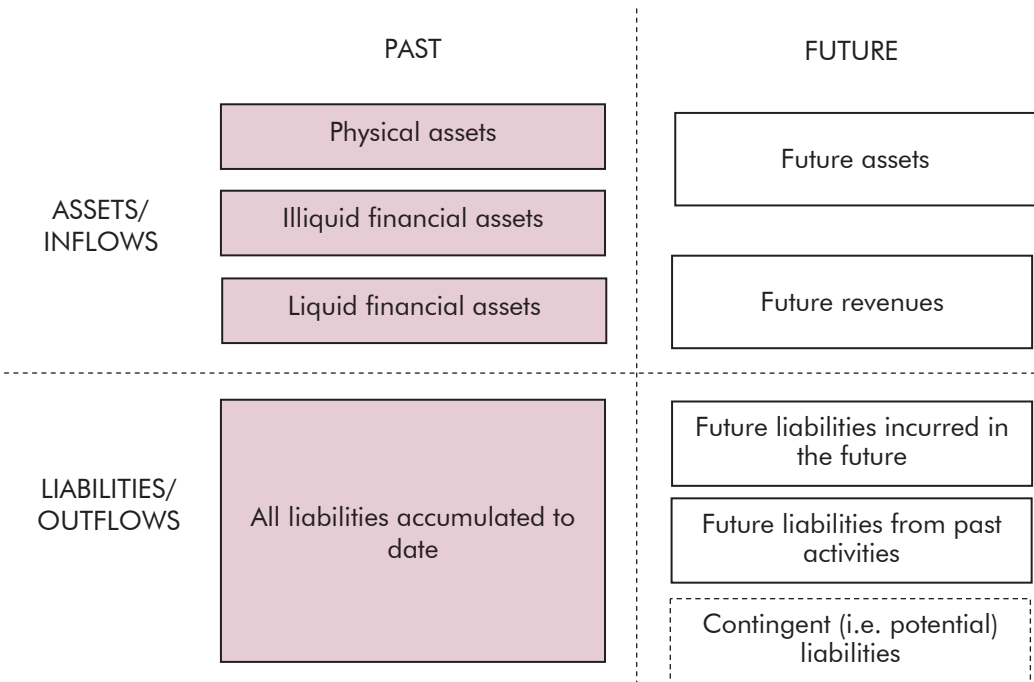 PAST
FUTURE
Physical assets
Future assets
ASSETS/
INFLOWS
Illiquid financial assets
Liquid financial assets
Future revenues
LIABILITIES/
OUTFLOWS
All liabilities accumulated to
date
Future liabilities incurred in
the future
Future liabilities from past
activities
Contingent (i.e. potential)
liabilities